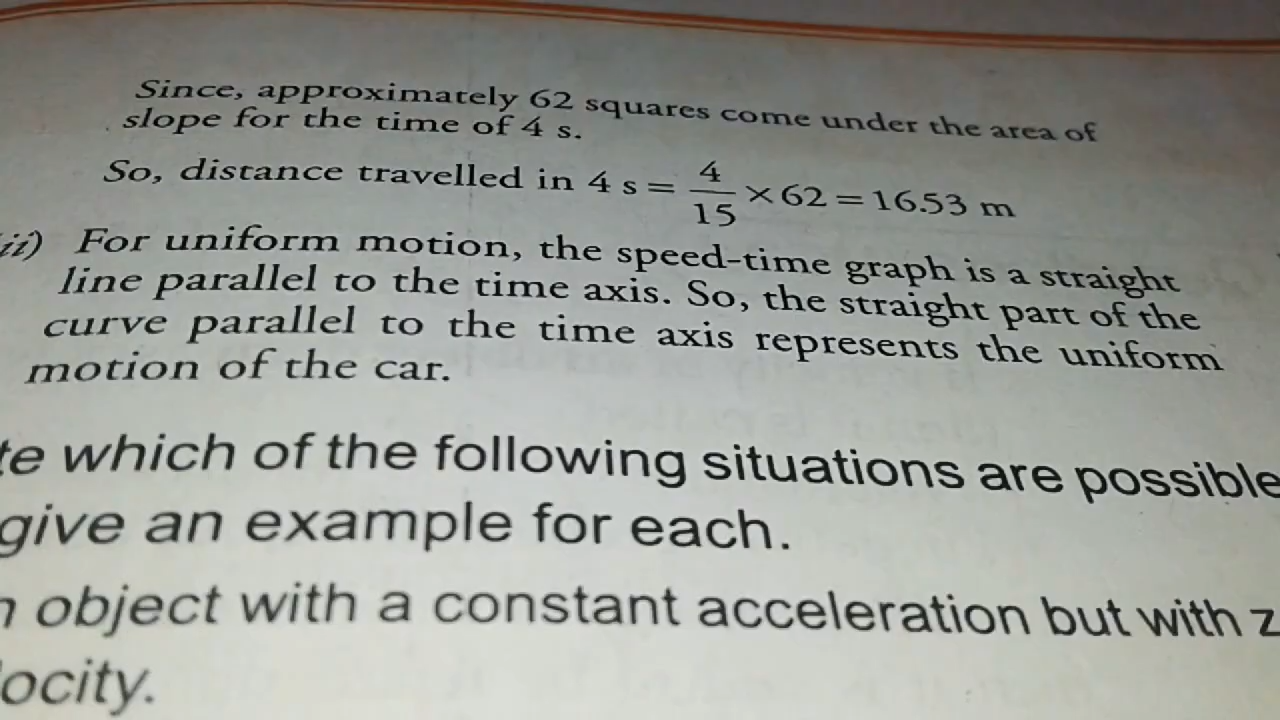 Since, approximately 62 squares come under the area of
slope for the time of 4 s.
So, distance travelled in 4 s = 4/15 × 62 = 16.53 m
ii) For uniform motion, the speed-time graph is a straight
line parallel to the time axis. So, the straight part of the
curve parallel to the time axis represents the uniform
motion of the car.
te which of the following situations are possible
give an example for each.
object with a constant acceleration but with z
ocity.